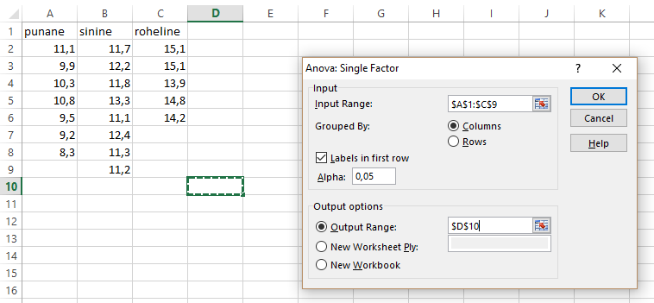 A B C D E F G H I J K
1 punane sinine roheline
2 11,1 11,7 15,1
3 9,9 12,2 15,1
4 10,3 11,8 13,9
5 10,8 13,3 14,8
6 9,5 11,1 14,2
7 9,2 12,4
8 8,3 11,3
9 11,2
10
11
12
13
14
15
16
Anova: Single Factor ? ×
Input
Input Range: $A$1:$C$9 OK
Grouped By: Columns Cancel
Rows Help
Labels in first row
Alpha: 0,05
Output options
Output Range: $D$10
New Worksheet Ply:
New Workbook